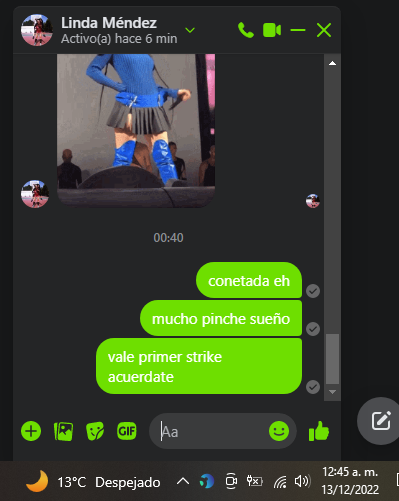 Linda Méndez
Activo(a) hace 6 min
00:40
conetada eh
mucho pinche sueño
vale primer strike
acuerdate
GIF
Aa
13°C Despejado
12:45 a. m.
13/12/2022